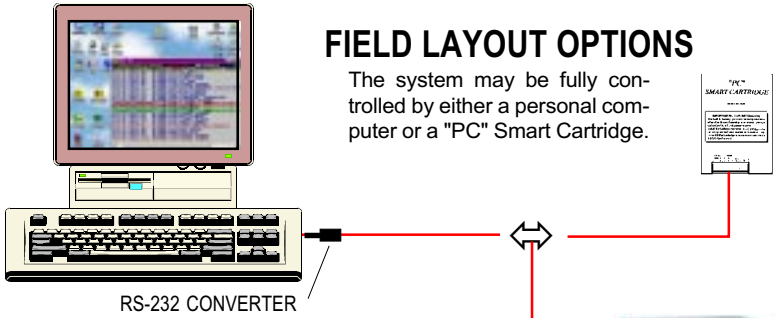 FIELD LAYOUT OPTIONS
The system may be fully con-
trolled by either a personal com-
puter or a "PC" Smart Cartridge.
"PC"
SMART CARTRIDGE
RS-232 CONVERTER